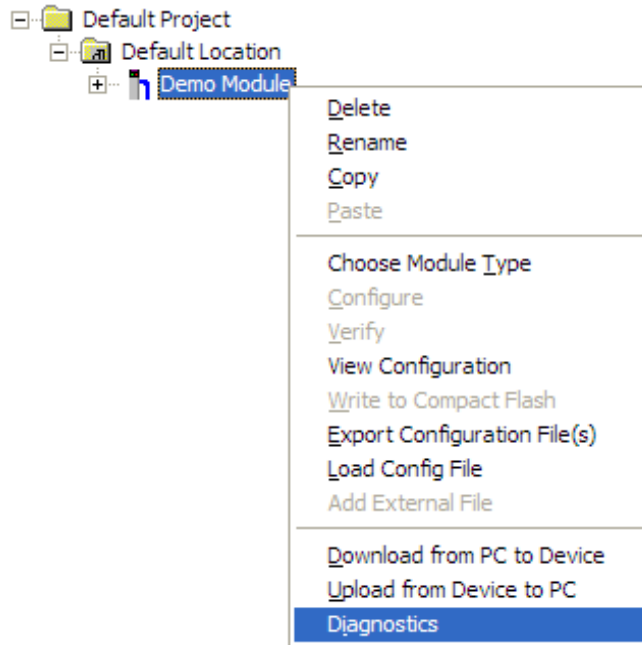 Default Project
Default Location
Demo Module
Delete
Rename
Copy
Paste
Choose Module Type
Configure
Verify
View Configuration
Write to Compact Flash
Export Configuration File(s)
Load Config File
Add External File
Download from PC to Device
Upload from Device to PC
Diagnostics